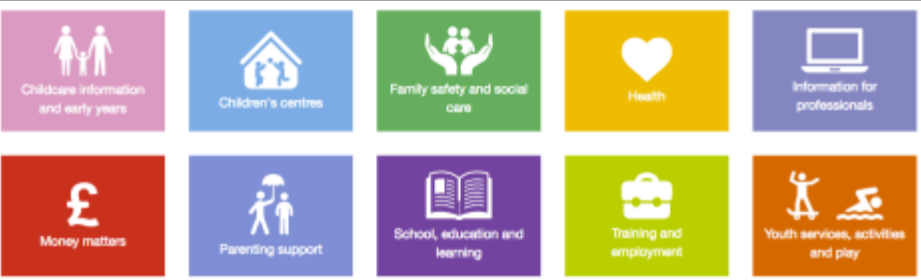 Childcare information
and early years
Children's centres
Family safety and social
care
Health
Information for
professionals
£
Money matters
Parenting support
School, education and
learning
Training and
employment
Youth services, activities
and play